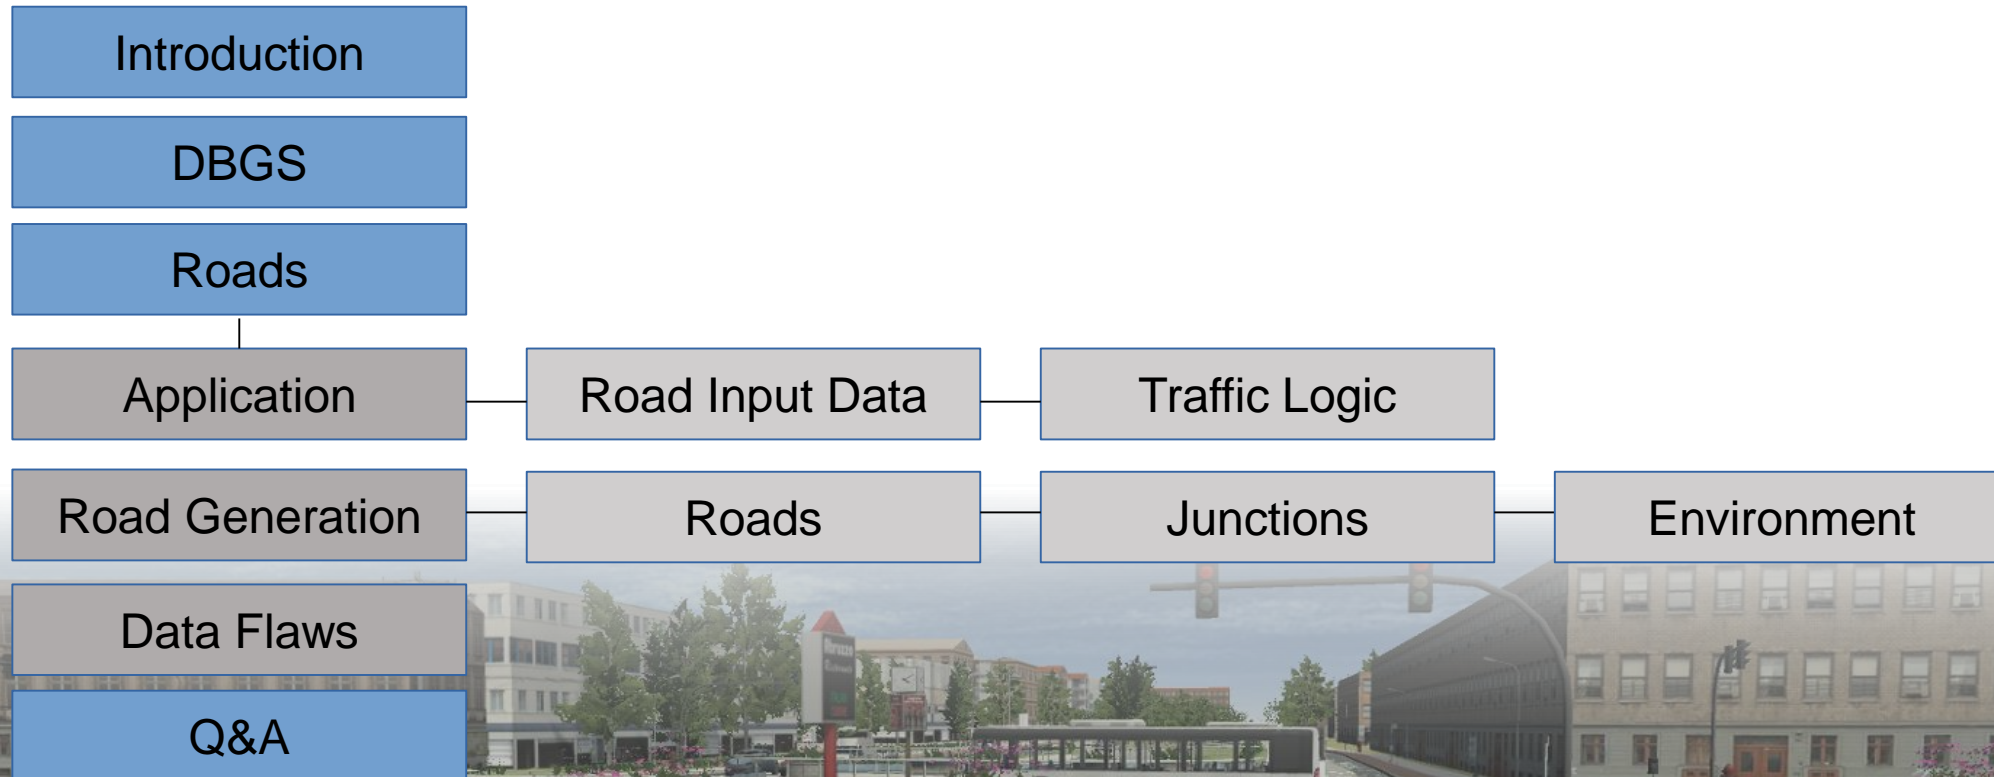 Introduction
DBGS
Roads
Application
Road Input Data
Traffic Logic
Road Generation
Roads
Junctions
Environment
Data Flaws
Q&A